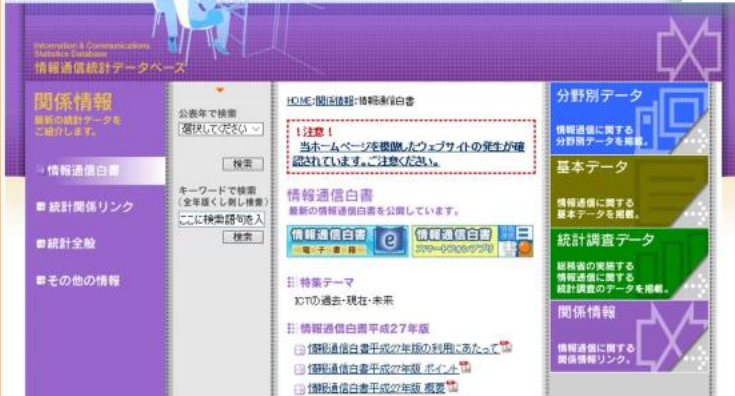 Information & Communications
Statistics Database
情報通信統計データベース
関係情報
最新の統計データを
ご紹介します。
情報通信白書
統計関係リンク
統計全般
その他の情報
公表年で検索
選択してください
検索
キーワードで検索
(全年版くし刺し検索)
ここに検索語句を入
検索
HOME:関係情報:情報通信白書
！注意！
当ホームページを模倣したウェブサイトの発生が確
認されています。ご注意ください。
情報通信白書
最新の情報通信白書を公開しています。
情報通信白書
電子書籍
e
情報通信白書
スマートフォンアプリ
特集テーマ
ICTの過去・現在・未来
情報通信白書平成27年版
情報通信白書平成27年版の利用にあたって
情報通信白書平成27年版 ポイント
情報通信白書平成27年版 概要
分野別データ
情報通信に関する
分野別データを掲載。
基本データ
情報通信に関する
基本データを掲載。
統計調査データ
総務省の実施する
情報通信に関する
統計調査のデータを掲載。
関係情報
情報通信に関する
関係情報リンク。